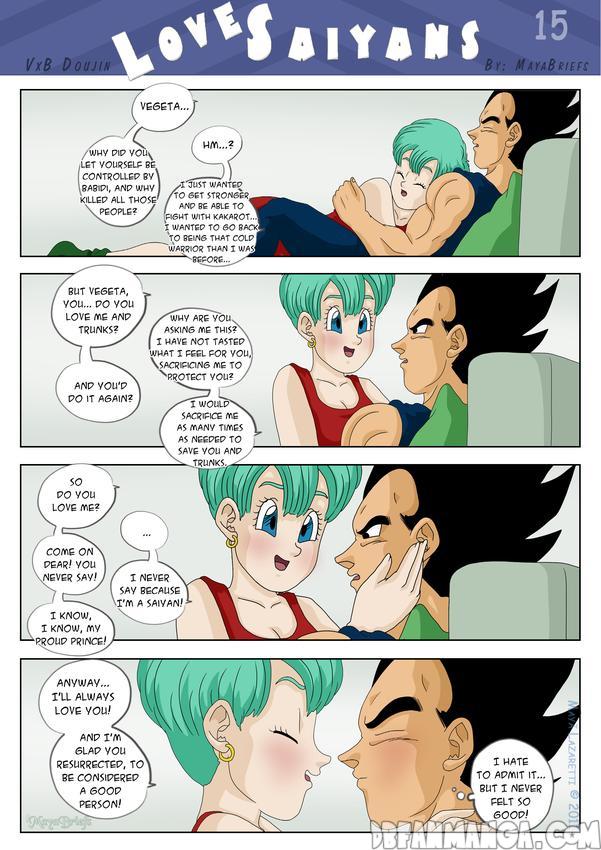 15
LOVE SAIYANS
VXB DOUJIN
BY: MAYABRIEFS
VEGETA...
WHY DID YOU
LET YOURSELF BE
CONTROLLED BY
BABIDI, AND WHY
KILLED ALL THOSE
PEOPLE?
HM...?
I JUST WANTED
TO GET STRONGER
AND BE ABLE TO
FIGHT WITH KAKAROT...
I WANTED TO GO BACK
TO BEING THAT COLD
WARRIOR THAN I WAS
BEFORE...
BUT VEGETA,
YOU... DO YOU
LOVE ME AND
TRUNKS?
WHY ARE YOU
ASKING ME THIS?
I HAVE NOT TASTED
WHAT I FEEL FOR YOU,
SACRIFICING ME TO
PROTECT YOU?
AND YOU'D
DO IT AGAIN?
I WOULD
SACRIFICE ME
AS MANY TIMES
AS NEEDED TO
SAVE YOU AND
TRUNKS.
SO
DO YOU
LOVE ME?
...
COME ON
DEAR! YOU
NEVER SAY!
I NEVER
SAY BECAUSE
I'M A SAIYAN!
I KNOW,
I KNOW, MY
PROUD PRINCE!
ANYWAY...
I'LL ALWAYS
LOVE YOU!
AND I'M
GLAD YOU
RESURRECTED, TO
BE CONSIDERED
A GOOD
PERSON!
I HATE
TO ADMIT IT...
BUT I NEVER
FELT SO
GOOD!
MayaBriefs
DBFANMANGA.COM